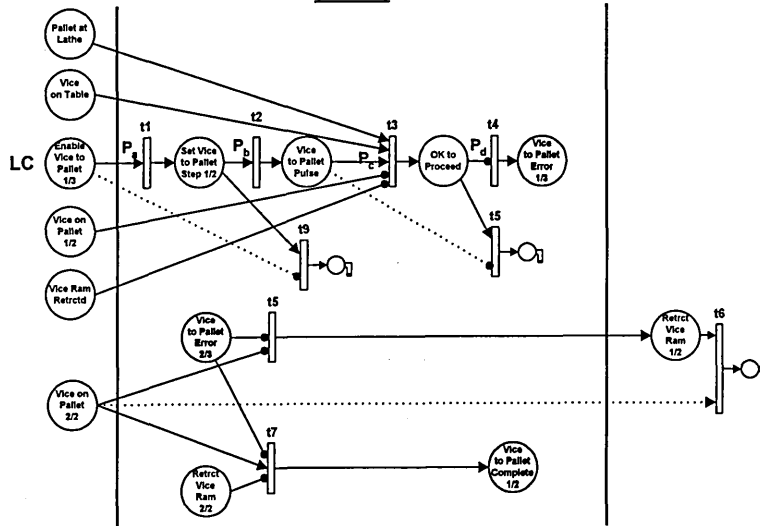 Pallet at
Lathe
Vice
on Table
t1
t2
t3
t4
LC
Enable
Vice to
Pallet
1/3
Pa
Set Vice
to Pallet
Step 1/2
Pb
Vice
to Pallet
Pulse
Pc
OK to
Proceed
Pd
Vice
to Pallet
Error
1/3
Vice on
Pallet
1/2
t9
t5
Vice Ram
Retrctd
Vice
to Pallet
Error
2/3
t5
Retrct
Vice
Ram
1/2
t6
Vice on
Pallet
2/2
t7
Retrct
Vice
Ram
2/2
Vice
to Pallet
Complete
1/2